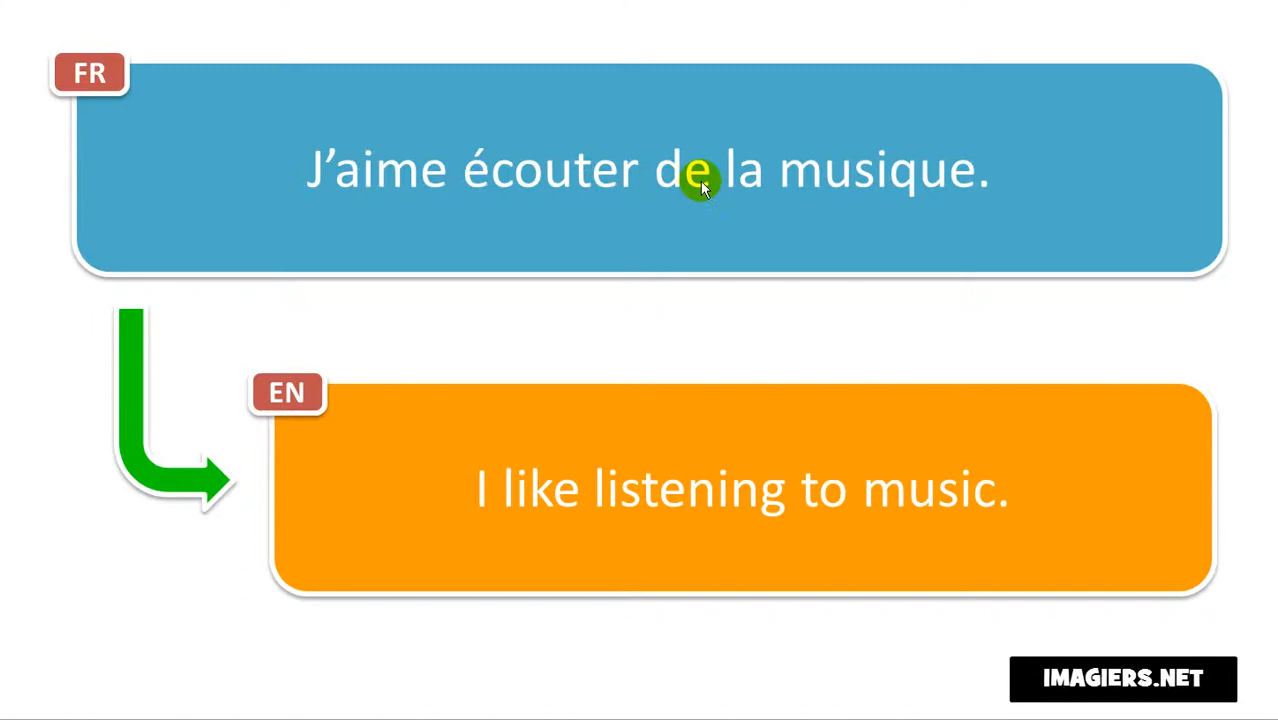 FR
J’aime écouter de la musique.
EN
I like listening to music.
IMAGIERS.NET